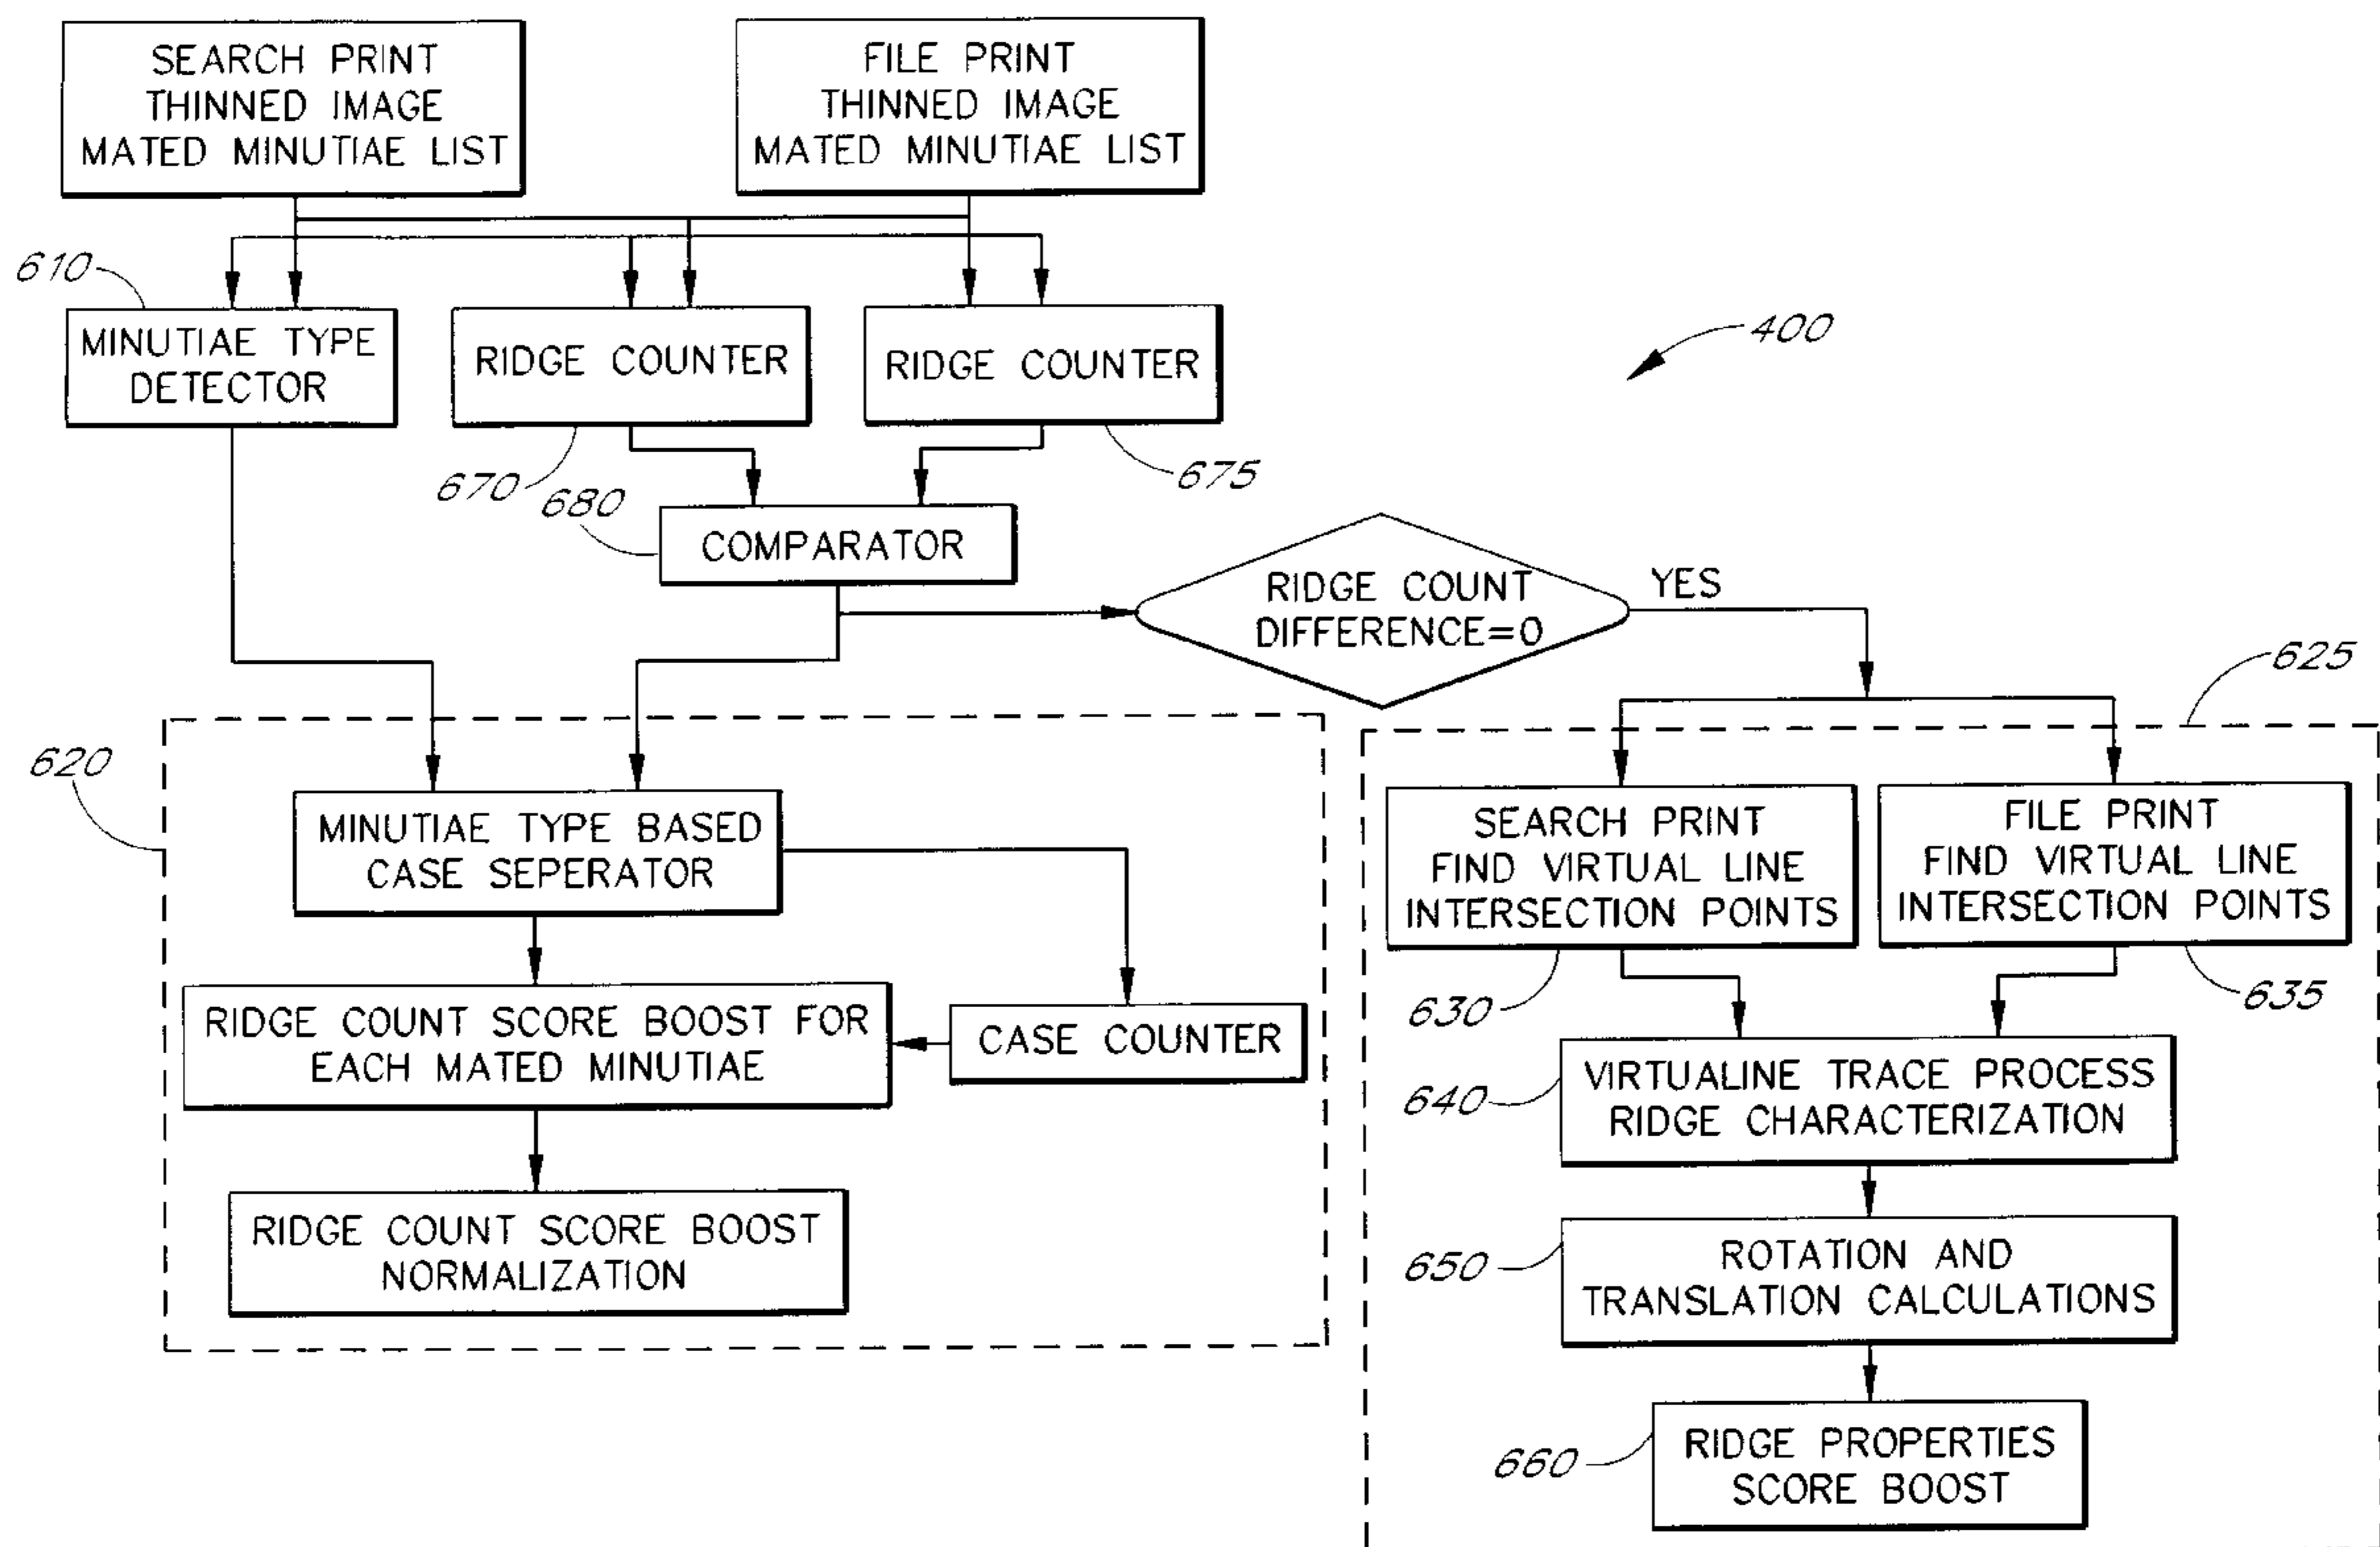 SEARCH PRINT
THINNED IMAGE
MATED MINUTIAE LIST
FILE PRINT
THINNED IMAGE
MATED MINUTIAE LIST
610
MINUTIAE TYPE
DETECTOR
RIDGE COUNTER
RIDGE COUNTER
400
670
680
675
COMPARATOR
RIDGE COUNT
DIFFERENCE=0
YES
625
620
MINUTIAE TYPE BASED
CASE SEPERATOR
RIDGE COUNT SCORE BOOST FOR
EACH MATED MINUTIAE
CASE COUNTER
RIDGE COUNT SCORE BOOST
NORMALIZATION
SEARCH PRINT
FIND VIRTUAL LINE
INTERSECTION POINTS
FILE PRINT
FIND VIRTUAL LINE
INTERSECTION POINTS
630
635
640
VIRTUALINE TRACE PROCESS
RIDGE CHARACTERIZATION
650
ROTATION AND
TRANSLATION CALCULATIONS
660
RIDGE PROPERTIES
SCORE BOOST